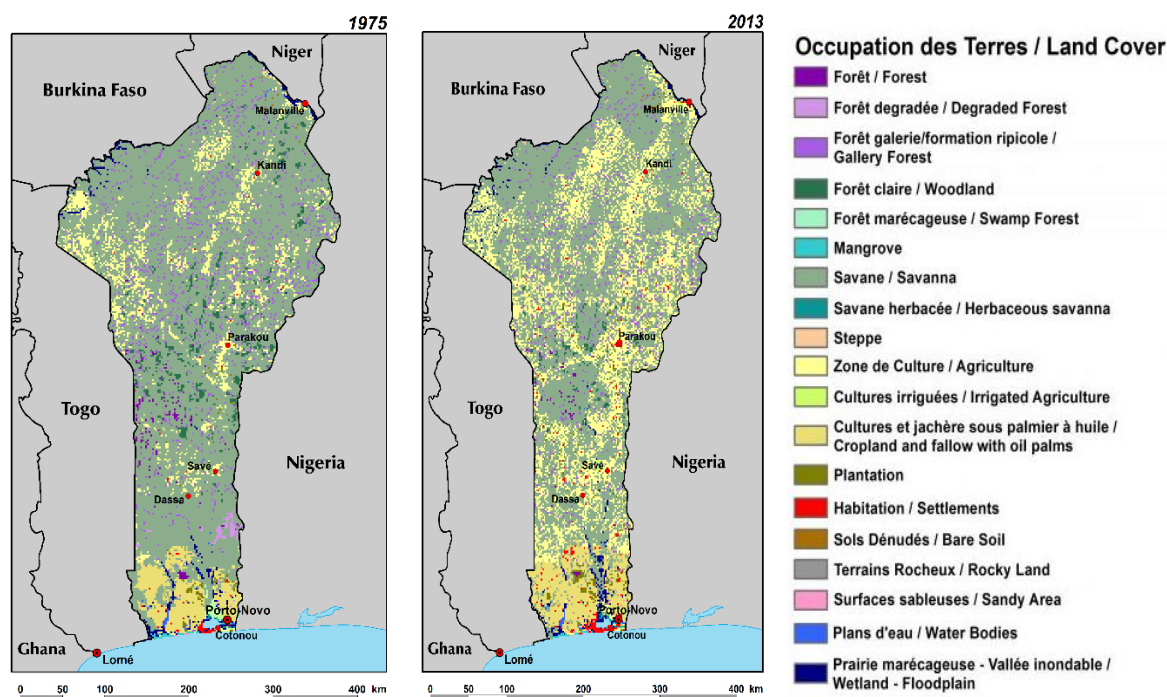 1975
Niger
Burkina Faso
Malanville
Kandi
Parakou
Togo
Nigeria
Savé
Dassa
Porto-Novo
Cotonou
Ghana
Lomé
0 50 100 200 300 400 km
2013
Niger
Burkina Faso
Malanville
Kandi
Parakou
Togo
Nigeria
Savé
Dassa
Porto-Novo
Cotonou
Ghana
Lomé
0 50 100 200 300 400 km
Occupation des Terres / Land Cover
Forêt / Forest
Forêt degradée / Degraded Forest
Forêt galerie/formation ripicole /
Gallery Forest
Forêt claire / Woodland
Forêt marécageuse / Swamp Forest
Mangrove
Savane / Savanna
Savane herbacée / Herbaceous savanna
Steppe
Zone de Culture / Agriculture
Cultures irriguées / Irrigated Agriculture
Cultures et jachère sous palmier à huile /
Cropland and fallow with oil palms
Plantation
Habitation / Settlements
Sols Dénudés / Bare Soil
Terrains Rocheux / Rocky Land
Surfaces sableuses / Sandy Area
Plans d'eau / Water Bodies
Prairie marécageuse - Vallée inondable /
Wetland - Floodplain